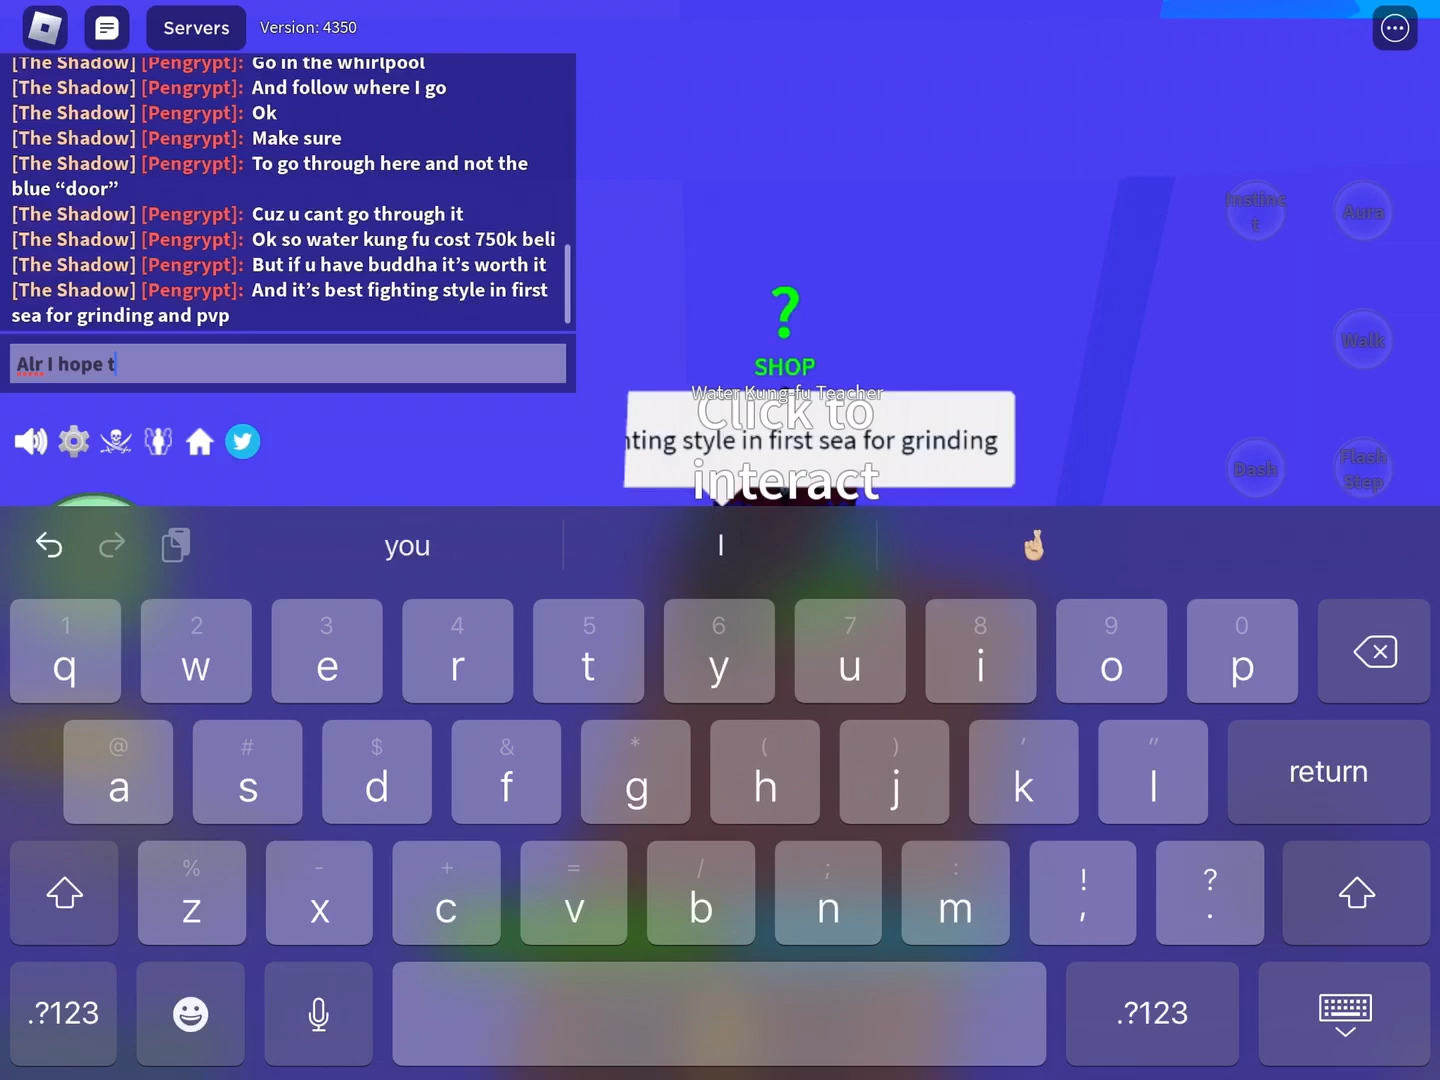 Servers
Version: 4350
[The Shadow] [Pengrypt]: Go in the whirlpool
[The Shadow] [Pengrypt]: And follow where I go
[The Shadow] [Pengrypt]: Ok
[The Shadow] [Pengrypt]: Make sure
[The Shadow] [Pengrypt]: To go through here and not the
blue “door”
[The Shadow] [Pengrypt]: Cuz u cant go through it
[The Shadow] [Pengrypt]: Ok so water kung fu cost 750k beli
[The Shadow] [Pengrypt]: But if u have buddha it’s worth it
[The Shadow] [Pengrypt]: And it’s best fighting style in first
sea for grinding and pvp
Alr I hope t
Instinc
t
Aura
Walk
Dash
Flash
Step
?
SHOP
Water Kung-fu Teacher
Click to
interact
nting style in first sea for grinding
you
I
1 2 3 4 5 6 7 8 9 0
q w e r t y u i o p
@ # $ & * ( ) ' "
a s d f g h j k l return
% - + = / ; : ! ?
z x c v b n m , .
.?123 .?123